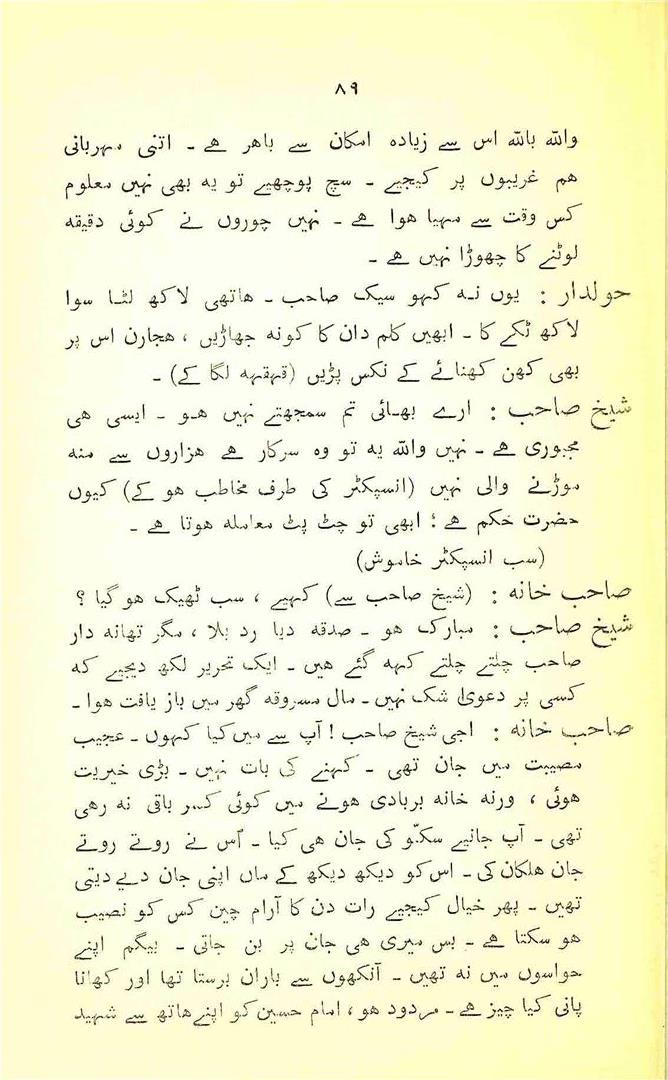 ۸۹
واللہ باللہ اس سے زیادہ امکان سے باہر ہے ۔ اتنی مہربانی
ہم غریبوں پر کیجیے ۔ سچ پوچھیے تو یہ بھی نہیں معلوم
کس وقت سے مہیا ہوا ہے ۔ نہیں چوروں نے کوئی دقیقہ
لوٹنے کا چھوڑا نہیں ہے ۔
حولدار : یوں نہ کہو سیک صاحب ۔ ہاتھی لاکھ لٹا سوا
لاکھ ٹکے کا ۔ ابھیں کلم دان کا کونہ جھاڑیں ، ہجارن اس پر
بھی کھن کھنائے کے نکس پڑیں (قہقہہ لگا کے) ۔
شیخ صاحب : ارے بھائی تم سمجھتے نہیں ہو ۔ ایسی ہی
مجبوری ہے ۔ نہیں واللہ یہ تو وہ سرکار ہے ہزاروں سے منہ
موڑنے والی نہیں (انسپکٹر کی طرف مخاطب ہو کے) کیوں
حضرت حکم ہے ؛ ابھی تو چٹ پٹ معاملہ ہوتا ہے ۔
(سب انسپکٹر خاموش)
صاحب خانہ : (شیخ صاحب سے) کہیے ، سب ٹھیک ہو گیا ؟
شیخ صاحب : مبارک ہو ۔ صدقہ دیا رد بلا ، مگر تھانہ دار
صاحب چلتے چلتے کہہ گئے ہیں ۔ ایک تحریر لکھ دیجیے کہ
کسی پر دعویٰ شک نہیں ۔ مال مسروقہ گھر میں باز یافت ہوا ۔
صاحب خانہ : اجی شیخ صاحب ! آپ سے میں کیا کہوں ۔ عجیب
مصیبت میں جان تھی ۔ کہنے کی بات نہیں ۔ بڑی خیریت
ہوئی ، ورنہ خانہ بربادی ہونے میں کوئی کسر باقی نہ رہی
تھی ۔ آپ جانیے سکنّو کی جان ہی کیا ۔ اُس نے روتے روتے
جان ہلکان کی ۔ اس کو دیکھ دیکھ کے ماں اپنی جان دیے دیتی
تھیں ۔ پھر خیال کیجیے رات دن کا آرام چین کس کو نصیب
ہو سکتا ہے ۔ بس میری ہی جان پر بن جاتی ۔ بیگم اپنے
حواسوں میں نہ تھیں ۔ آنکھوں سے باران برستا تھا اور کھانا
پانی کیا چیز ہے ۔ مردود ہو ، امام حسین کو اپنے ہاتھ سے شہید